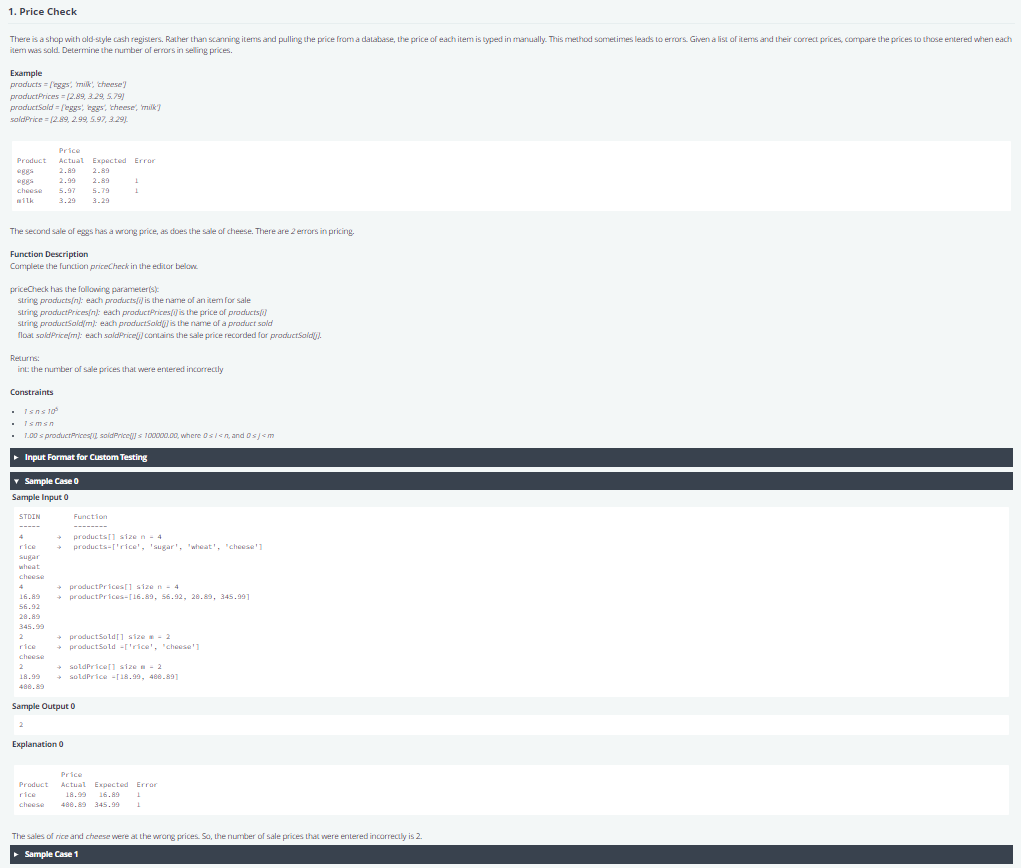 1. Price Check
There is a shop with old-style cash registers. Rather than scanning items and pulling the price from a database, the price of each item is typed in manually. This method sometimes leads to errors. Given a list of items and their correct prices, compare the prices to those entered when each
item was sold. Determine the number of errors in selling prices.
Example
products = ['eggs', 'milk', 'cheese']
productPrices = [2.89, 3.29, 5.79]
productSold = ['eggs', 'eggs', 'cheese', 'milk']
soldPrice = [2.89, 2.99, 5.97, 3.29].
Price
Product Actual Expected Error
eggs 2.89 2.89
eggs 2.99 2.89 1
cheese 5.97 5.79 1
milk 3.29 3.29
The second sale of eggs has a wrong price, as does the sale of cheese. There are 2 errors in pricing.
Function Description
Complete the function priceCheck in the editor below.
priceCheck has the following parameter(s):
string products[n]: each products[i] is the name of an item for sale
string productPrices[n]: each productPrices[i] is the price of products[i]
string productSold[m]: each productSold[j] is the name of a product sold
float soldPrice[m]: each soldPrice[j] contains the sale price recorded for productSold[j].
Returns:
int: the number of sale prices that were entered incorrectly
Constraints
• 1 ≤ n ≤ 10⁵
• 1 ≤ m ≤ n
• 1.00 ≤ productPrices[i], soldPrice[j] ≤ 100000.00, where 0 ≤ i < n, and 0 ≤ j < m
▸ Input Format for Custom Testing
▾ Sample Case 0
Sample Input 0
STDIN Function
----- --------
4 → products[] size n = 4
rice → products=['rice', 'sugar', 'wheat', 'cheese']
sugar
wheat
cheese
4 → productPrices[] size n = 4
16.89 → productPrices=[16.89, 56.92, 20.89, 345.99]
56.92
20.89
345.99
2 → productSold[] size m = 2
rice → productSold =['rice', 'cheese']
cheese
2 → soldPrice[] size m = 2
18.99 → soldPrice =[18.99, 400.89]
400.89
Sample Output 0
2
Explanation 0
Price
Product Actual Expected Error
rice 18.99 16.89 1
cheese 400.89 345.99 1
The sales of rice and cheese were at the wrong prices. So, the number of sale prices that were entered incorrectly is 2.
▸ Sample Case 1